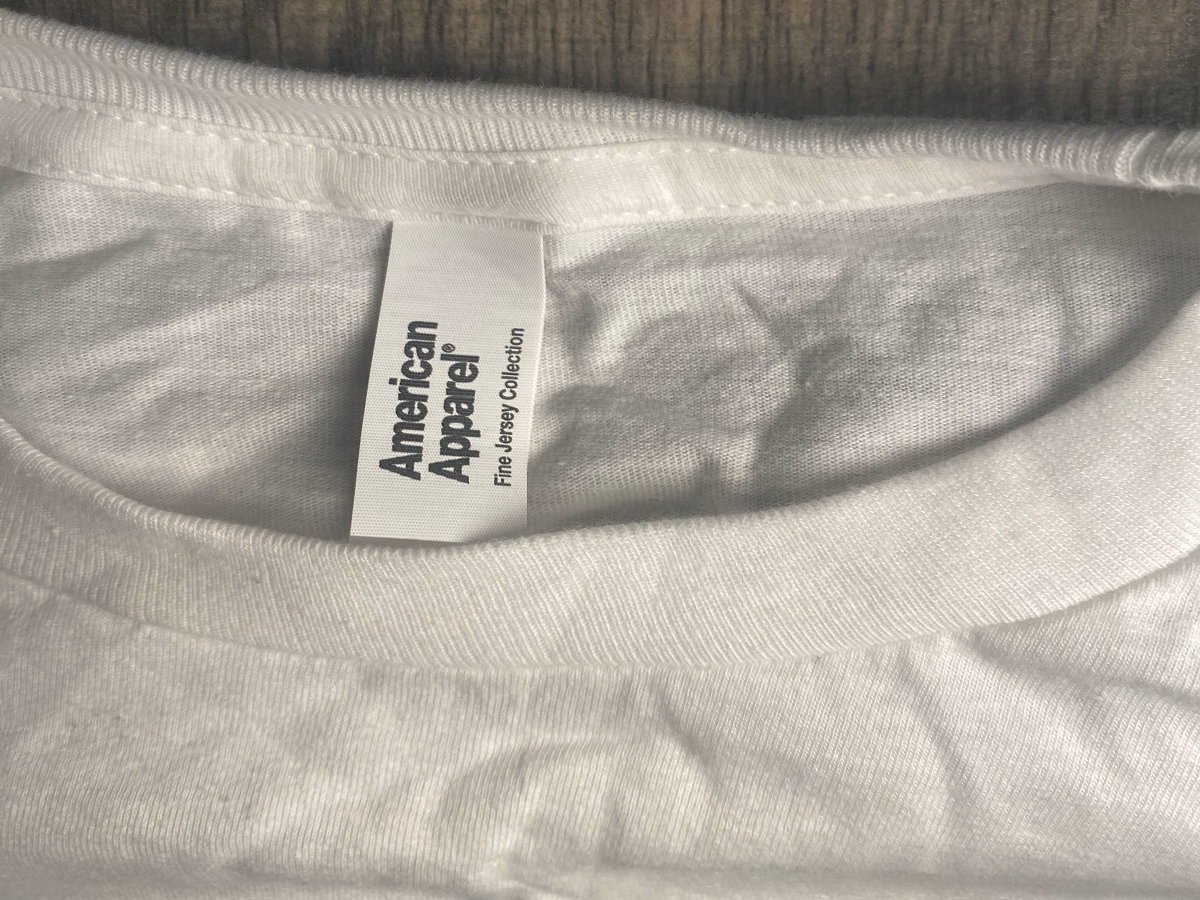 American
Apparel®
Fine Jersey Collection